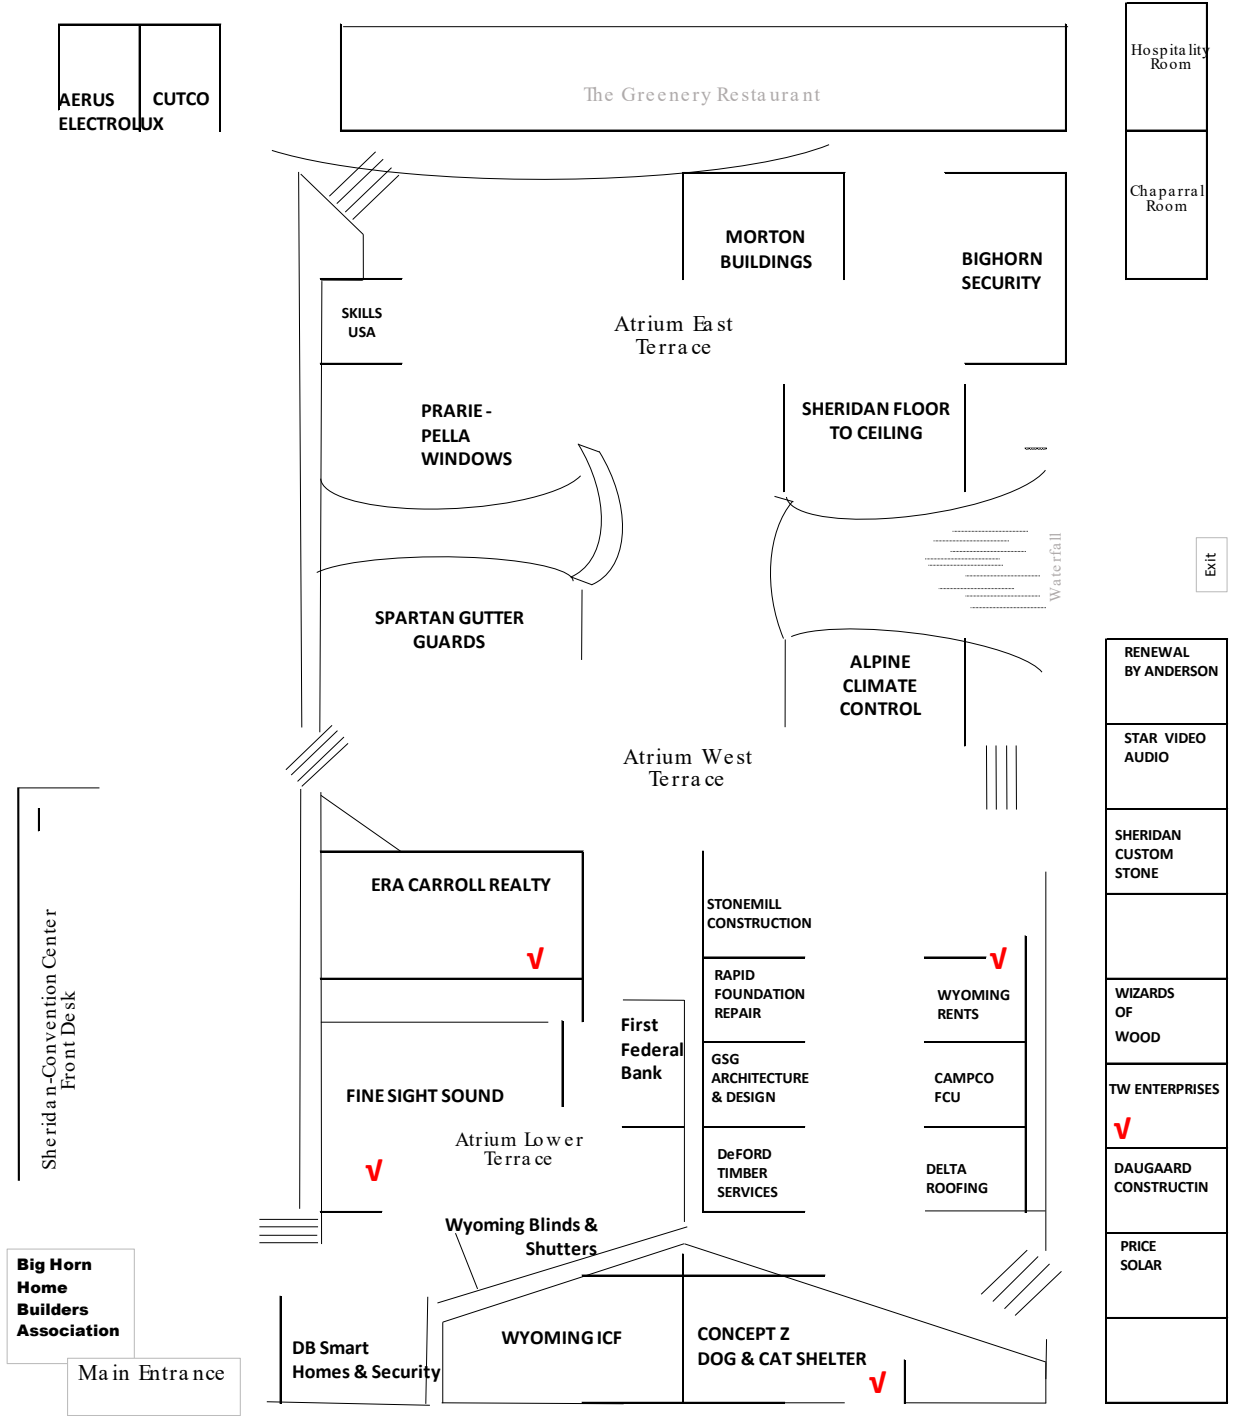 Hospitality
Room
AERUS
ELECTROLUX
CUTCO
The Greenery Restaurant
Chaparral
Room
MORTON
BUILDINGS
BIGHORN
SECURITY
SKILLS
USA
Atrium East
Terrace
PRARIE -
PELLA
WINDOWS
SHERIDAN FLOOR
TO CEILING
Waterfall
Exit
SPARTAN GUTTER
GUARDS
ALPINE
CLIMATE
CONTROL
RENEWAL
BY ANDERSON
STAR VIDEO
AUDIO
Atrium West
Terrace
SHERIDAN
CUSTOM
STONE
ERA CARROLL REALTY
√
STONEMILL
CONSTRUCTION
√
Sheridan-Convention Center
Front Desk
RAPID
FOUNDATION
REPAIR
WYOMING
RENTS
WIZARDS
OF
WOOD
First
Federal
Bank
GSG
ARCHITECTURE
& DESIGN
CAMPCO
FCU
TW ENTERPRISES
√
FINE SIGHT SOUND
√
Atrium Lower
Terrace
DeFORD
TIMBER
SERVICES
DELTA
ROOFING
DAUGAARD
CONSTRUCTIN
Wyoming Blinds &
Shutters
PRICE
SOLAR
Big Horn
Home
Builders
Association
Main Entrance
DB Smart
Homes & Security
WYOMING ICF
CONCEPT Z
DOG & CAT SHELTER
√